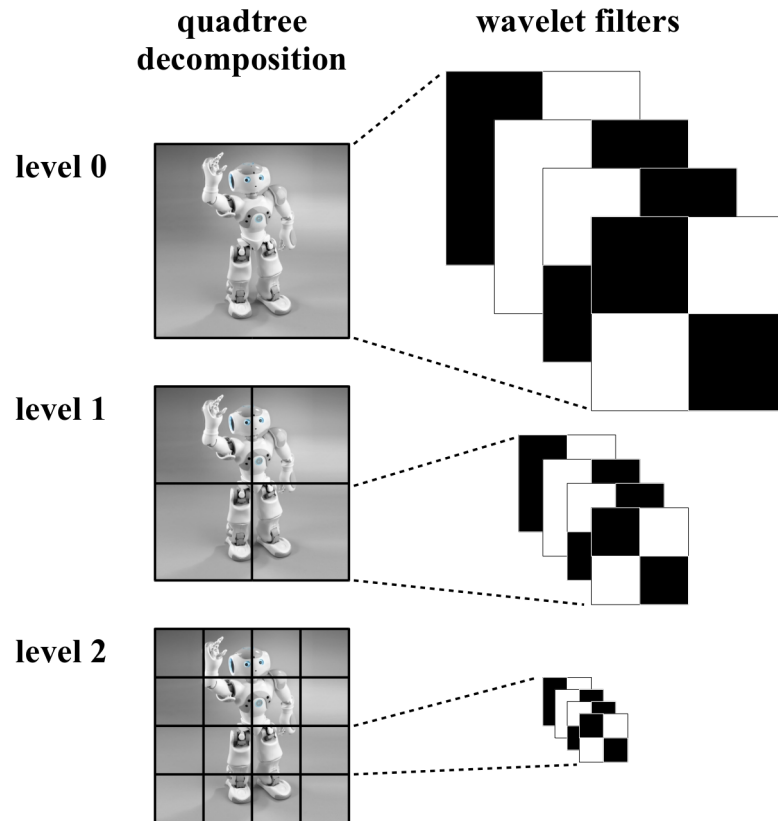 quadtree
decomposition
wavelet filters
level 0
level 1
level 2